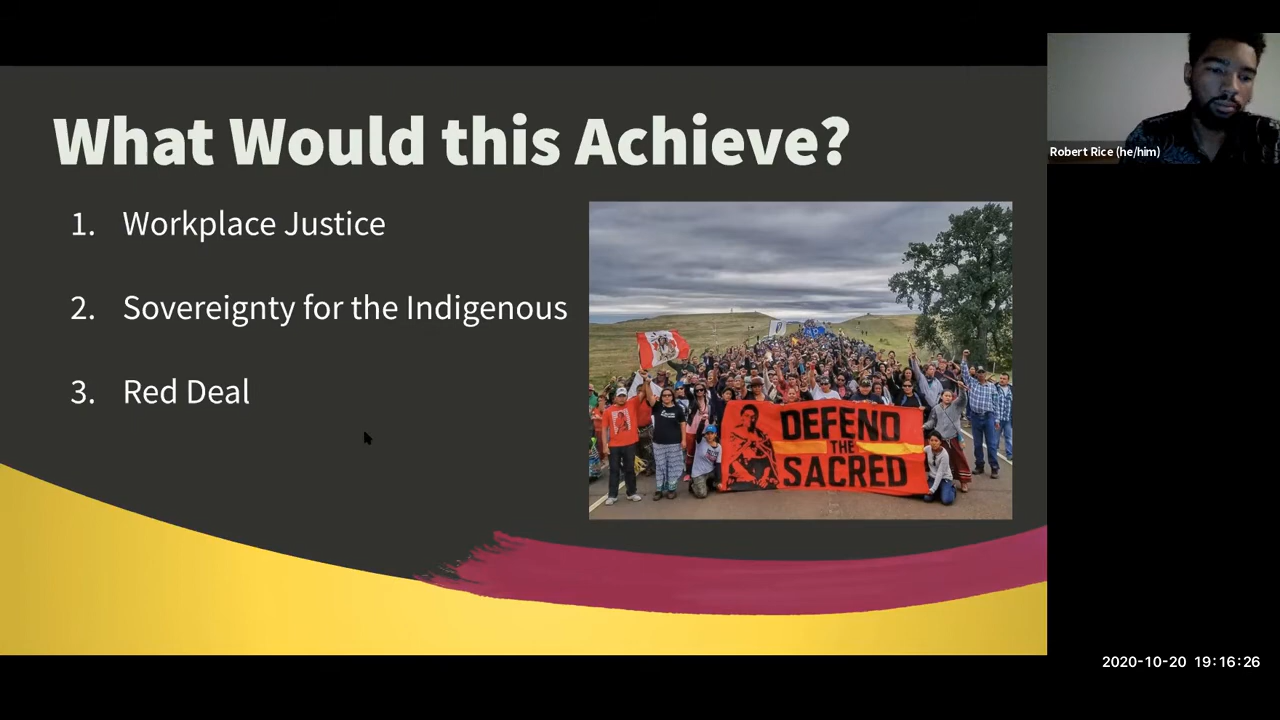 What Would this Achieve?
1. Workplace Justice
2. Sovereignty for the Indigenous
3. Red Deal
DEFEND
THE
SACRED
Robert Rice (he/him)
2020-10-20 19:16:26